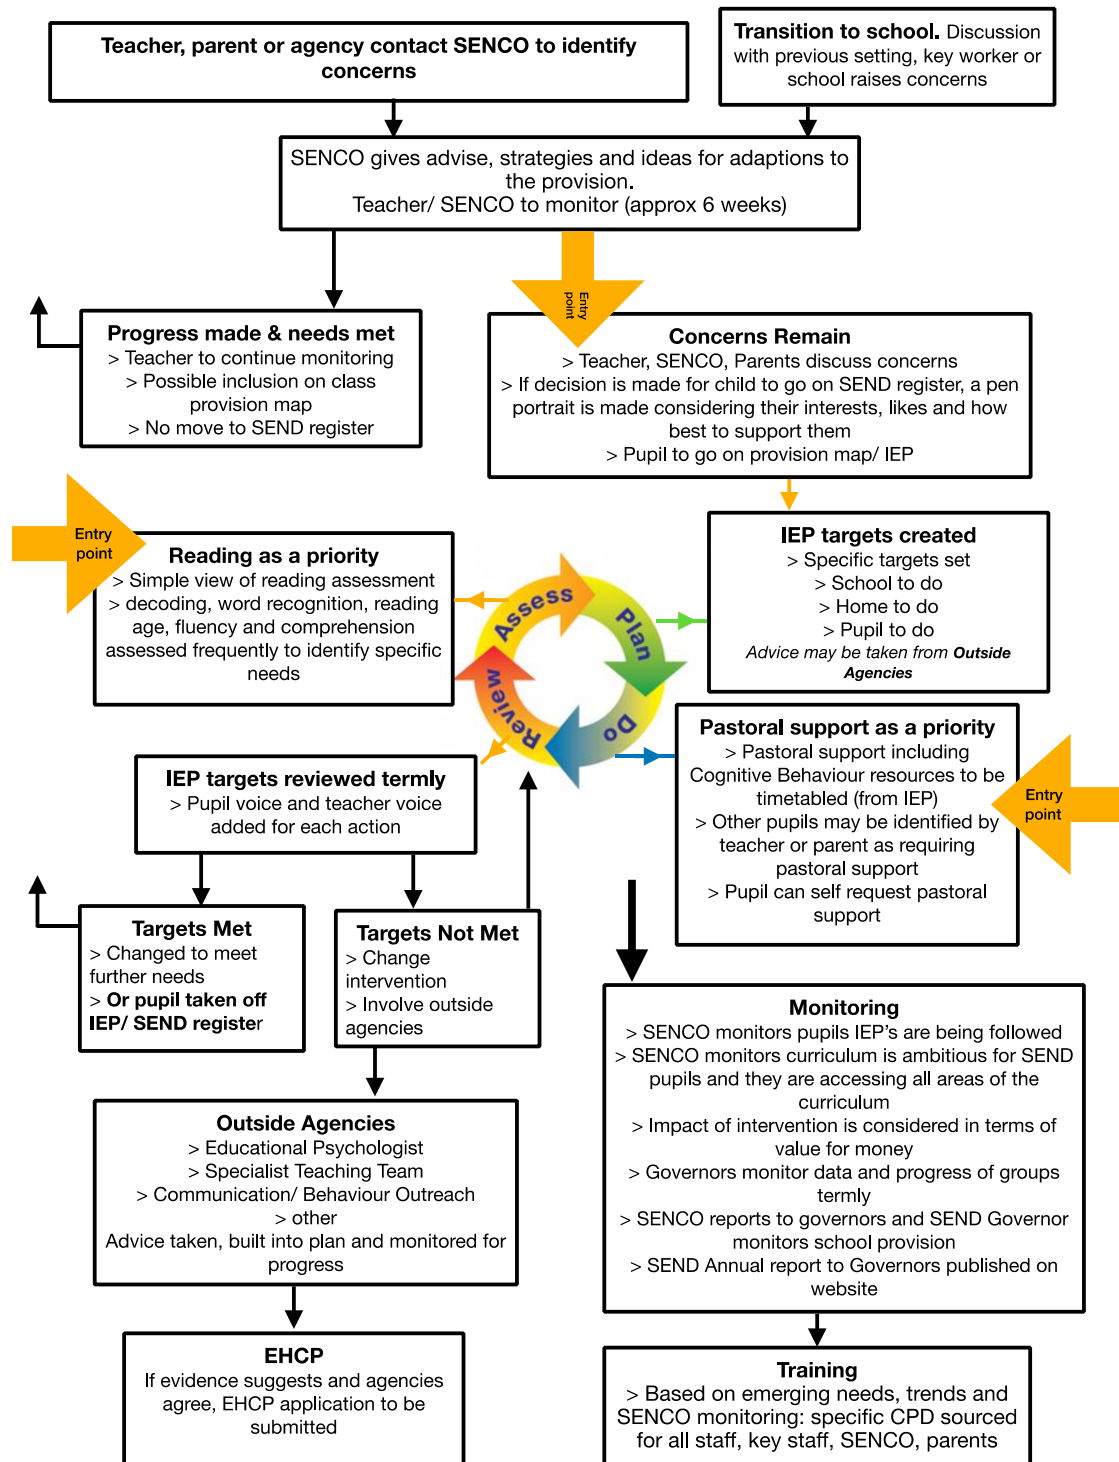 Teacher, parent or agency contact SENCO to identify
concerns
Transition to school. Discussion
with previous setting, key worker or
school raises concerns
SENCO gives advise, strategies and ideas for adaptions to
the provision.
Teacher/ SENCO to monitor (approx 6 weeks)
Entry
point
Progress made & needs met
> Teacher to continue monitoring
> Possible inclusion on class
provision map
> No move to SEND register
Concerns Remain
> Teacher, SENCO, Parents discuss concerns
> If decision is made for child to go on SEND register, a pen
portrait is made considering their interests, likes and how
best to support them
> Pupil to go on provision map/ IEP
Entry
point
Reading as a priority
> Simple view of reading assessment
> decoding, word recognition, reading
age, fluency and comprehension
assessed frequently to identify specific
needs
Assess
Plan
Do
Review
IEP targets created
> Specific targets set
> School to do
> Home to do
> Pupil to do
Advice may be taken from Outside
Agencies
Pastoral support as a priority
> Pastoral support including
Cognitive Behaviour resources to be
timetabled (from IEP)
> Other pupils may be identified by
teacher or parent as requiring
pastoral support
> Pupil can self request pastoral
support
Entry
point
IEP targets reviewed termly
> Pupil voice and teacher voice
added for each action
Targets Met
> Changed to meet
further needs
> Or pupil taken off
IEP/ SEND register
Targets Not Met
> Change
intervention
> Involve outside
agencies
Monitoring
> SENCO monitors pupils IEP's are being followed
> SENCO monitors curriculum is ambitious for SEND
pupils and they are accessing all areas of the
curriculum
> Impact of intervention is considered in terms of
value for money
> Governors monitor data and progress of groups
termly
> SENCO reports to governors and SEND Governor
monitors school provision
> SEND Annual report to Governors published on
website
Outside Agencies
> Educational Psychologist
> Specialist Teaching Team
> Communication/ Behaviour Outreach
> other
Advice taken, built into plan and monitored for
progress
EHCP
If evidence suggests and agencies
agree, EHCP application to be
submitted
Training
> Based on emerging needs, trends and
SENCO monitoring: specific CPD sourced
for all staff, key staff, SENCO, parents